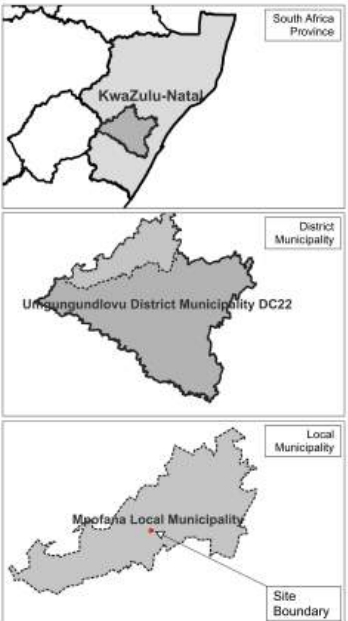 South Africa
Province
KwaZulu-Natal
District
Municipality
Umgungundlovu District Municipality DC22
Local
Municipality
Mpofana Local Municipality
Site
Boundary